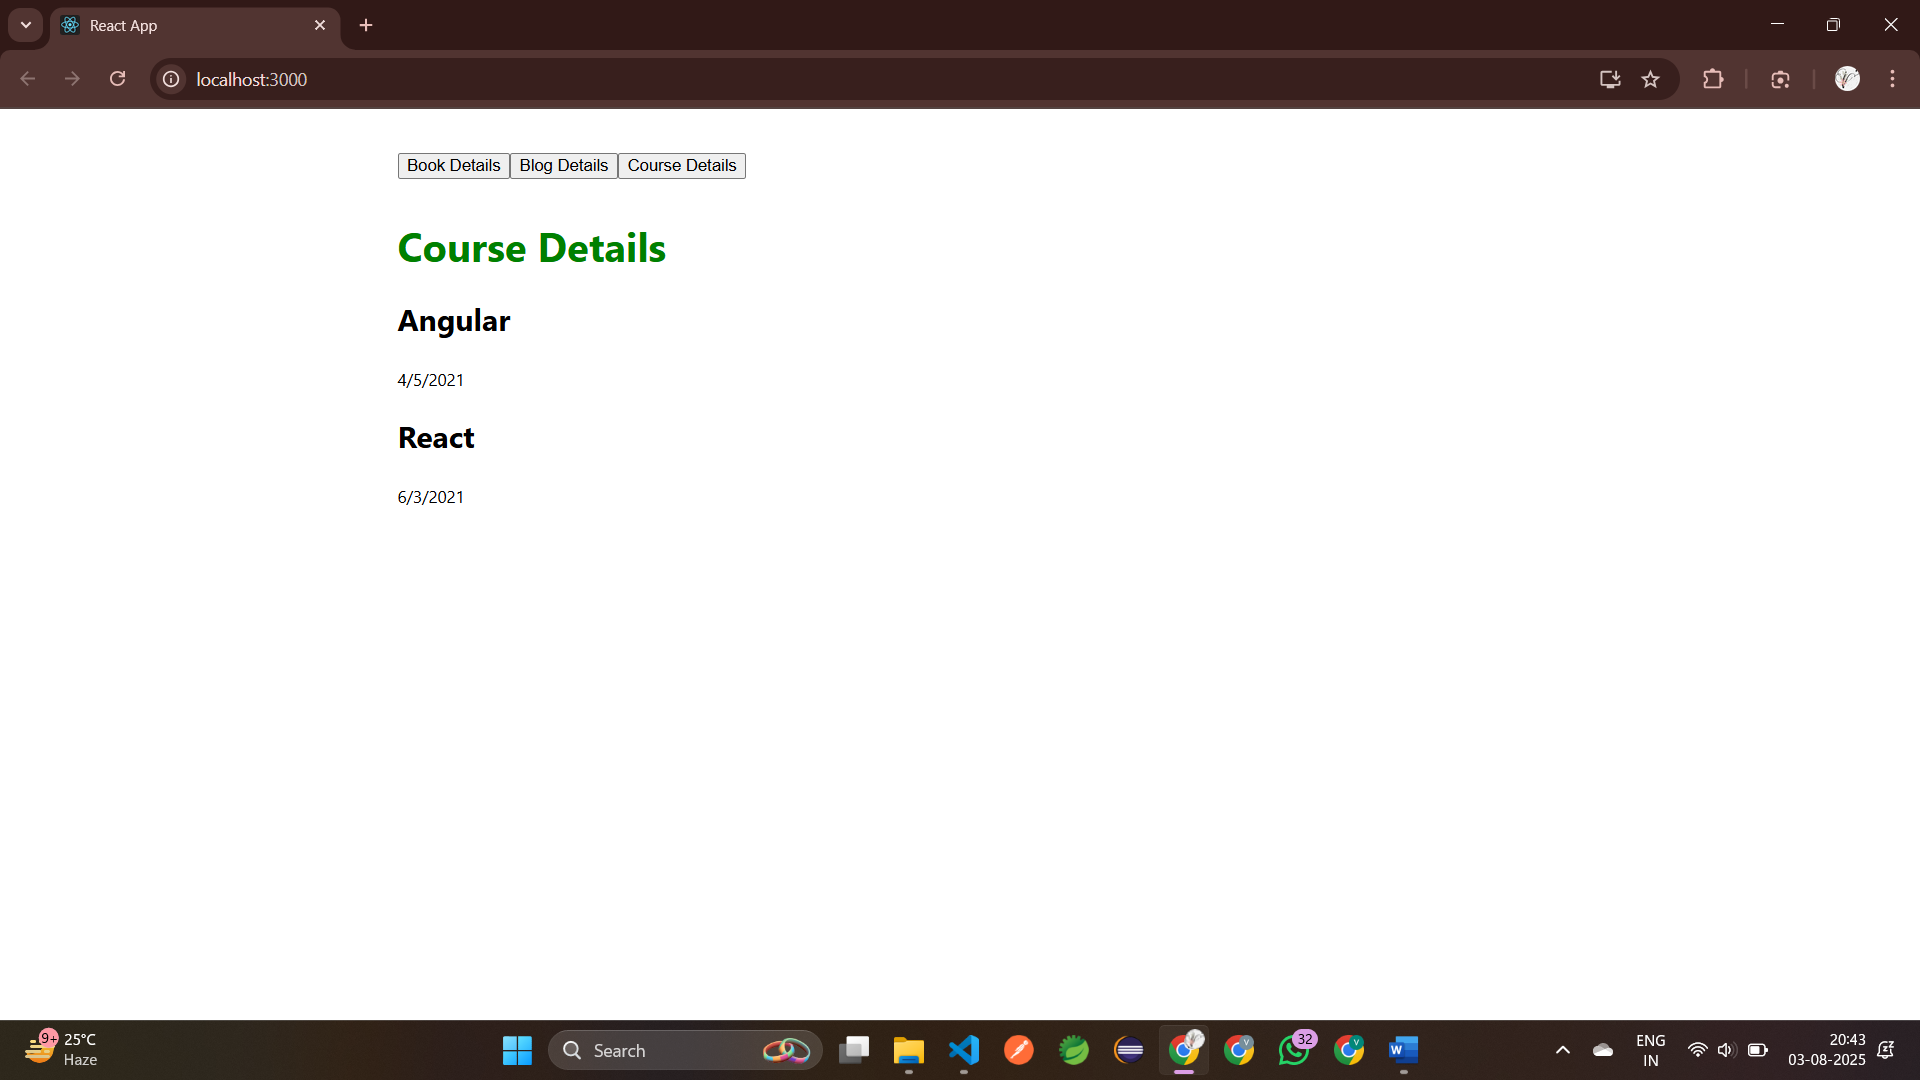 React App
localhost:3000
Book Details Blog Details Course Details
Course Details
Angular
4/5/2021
React
6/3/2021
9+ 25°C
Haze
Search
V
32
V
W
ENG
IN
20:43
03-08-2025